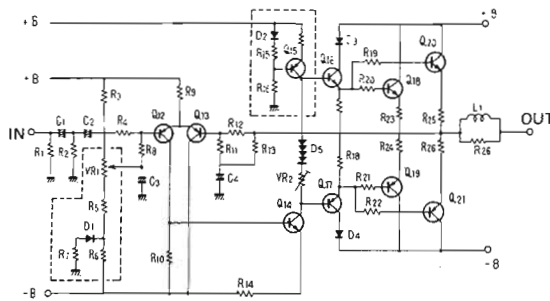 +B
+B
D2
Q15
R15
R16
Q16
D3
R19
Q20
R20
Q18
+B
R3
R9
IN
C1
C2
R4
Q12
Q13
R12
R23
R25
L1
OUT
R1
R2
R8
R11
R13
D5
R24
R26
R26
VR1
C3
C4
VR2
R18
R5
Q14
Q17
R21
Q19
R22
Q21
D1
R7
R6
R10
D4
-B
R14
-B